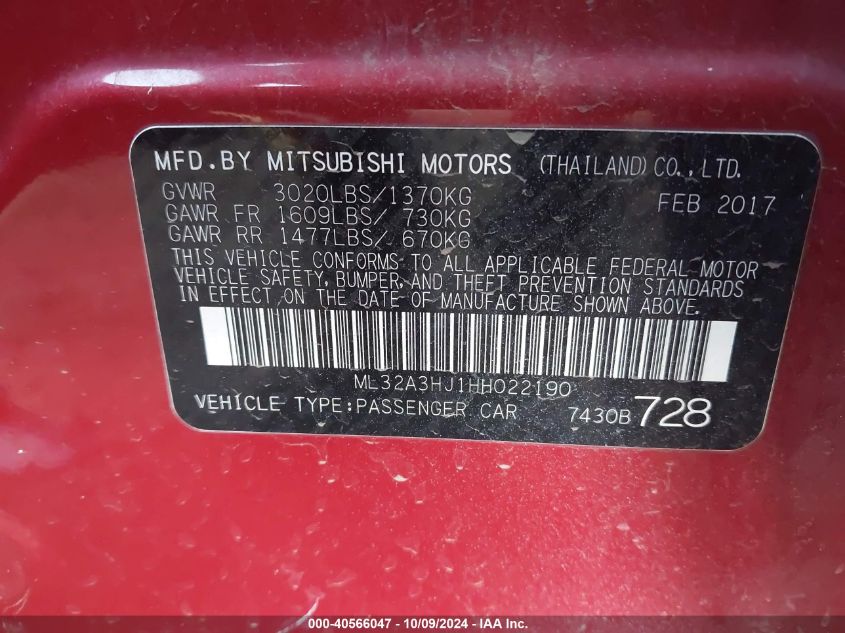 MFD.BY MITSUBISHI MOTORS (THAILAND) CO., LTD.
GVWR 3020LBS/1370KG FEB 2017
GAWR FR 1609LBS/ 730KG
GAWR RR 1477LBS/ 670KG
THIS VEHICLE CONFORMS TO ALL APPLICABLE FEDERAL MOTOR
VEHICLE SAFETY, BUMPER, AND THEFT PREVENTION STANDARDS
IN EFFECT ON THE DATE OF MANUFACTURE SHOWN ABOVE.
ML32A3HJ1HH022190
VEHICLE TYPE:PASSENGER CAR 7430B 728
000-40566047 - 10/09/2024 - IAA Inc.